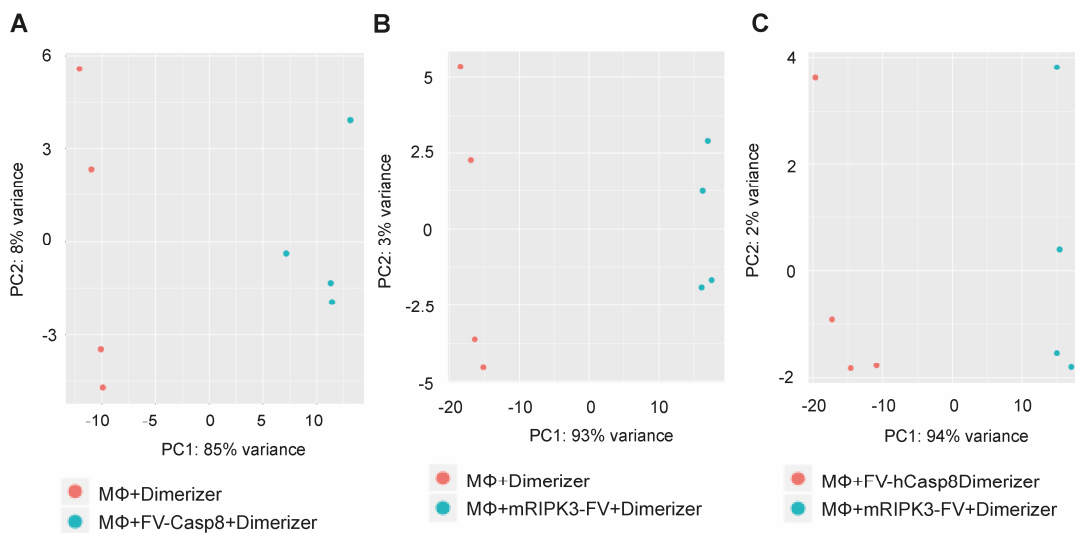 A
6
3
0
-3
PC2: 8% variance
-10
-5
0
5
10
PC1: 85% variance
MΦ+Dimerizer
MΦ+FV-Casp8+Dimerizer
B
5
2.5
0
-2.5
-5
PC2: 3% variance
-20
-10
0
10
PC1: 93% variance
MΦ+Dimerizer
MΦ+mRIPK3-FV+Dimerizer
C
4
2
0
-2
PC2: 2% variance
-20
-10
0
10
PC1: 94% variance
MΦ+FV-hCasp8Dimerizer
MΦ+mRIPK3-FV+Dimerizer